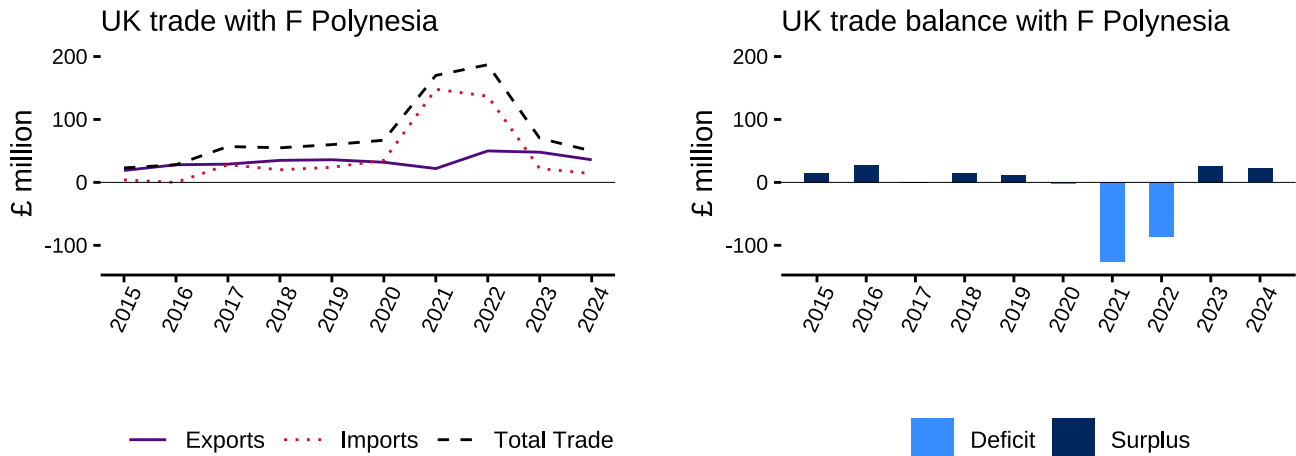 UK trade with F Polynesia
£ million
200
100
0
-100
2015 2016 2017 2018 2019 2020 2021 2022 2023 2024
Exports Imports Total Trade
UK trade balance with F Polynesia
£ million
200
100
0
-100
2015 2016 2017 2018 2019 2020 2021 2022 2023 2024
Deficit Surplus